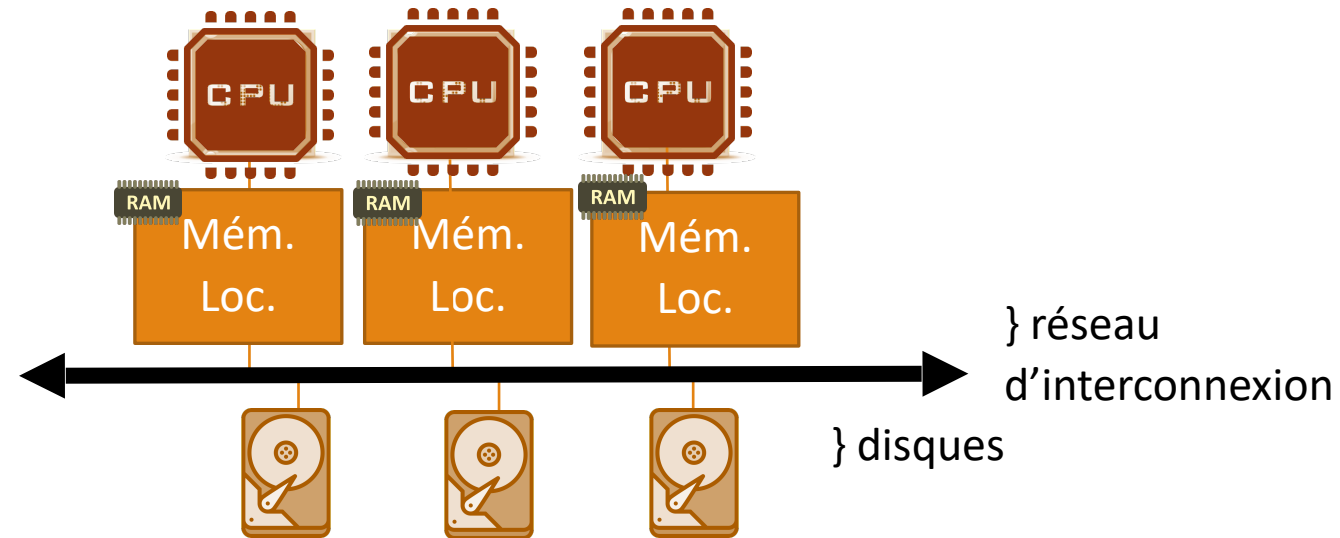 CPU
CPU
CPU
RAM
RAM
RAM
Mém.
Loc.
Mém.
Loc.
Mém.
Loc.
} réseau
d’interconnexion
} disques